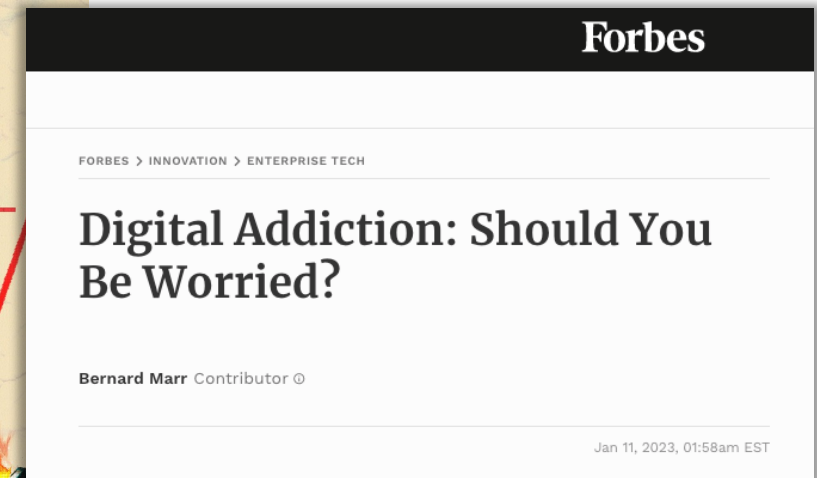 Forbes
FORBES > INNOVATION > ENTERPRISE TECH
Digital Addiction: Should You
Be Worried?
Bernard Marr Contributor
Jan 11, 2023, 01:58am EST